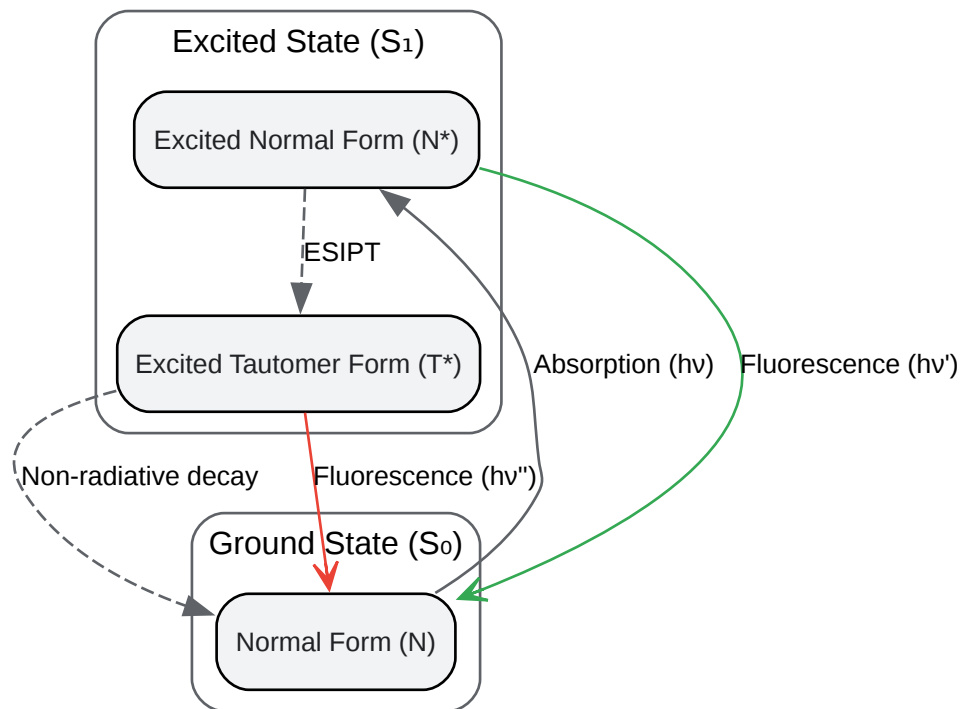 Excited State (S₁)
Excited Normal Form (N*)
ESIPT
Excited Tautomer Form (T*)
Absorption (hν)
Fluorescence (hν')
Non-radiative decay
Fluorescence (hν'')
Ground State (S₀)
Normal Form (N)